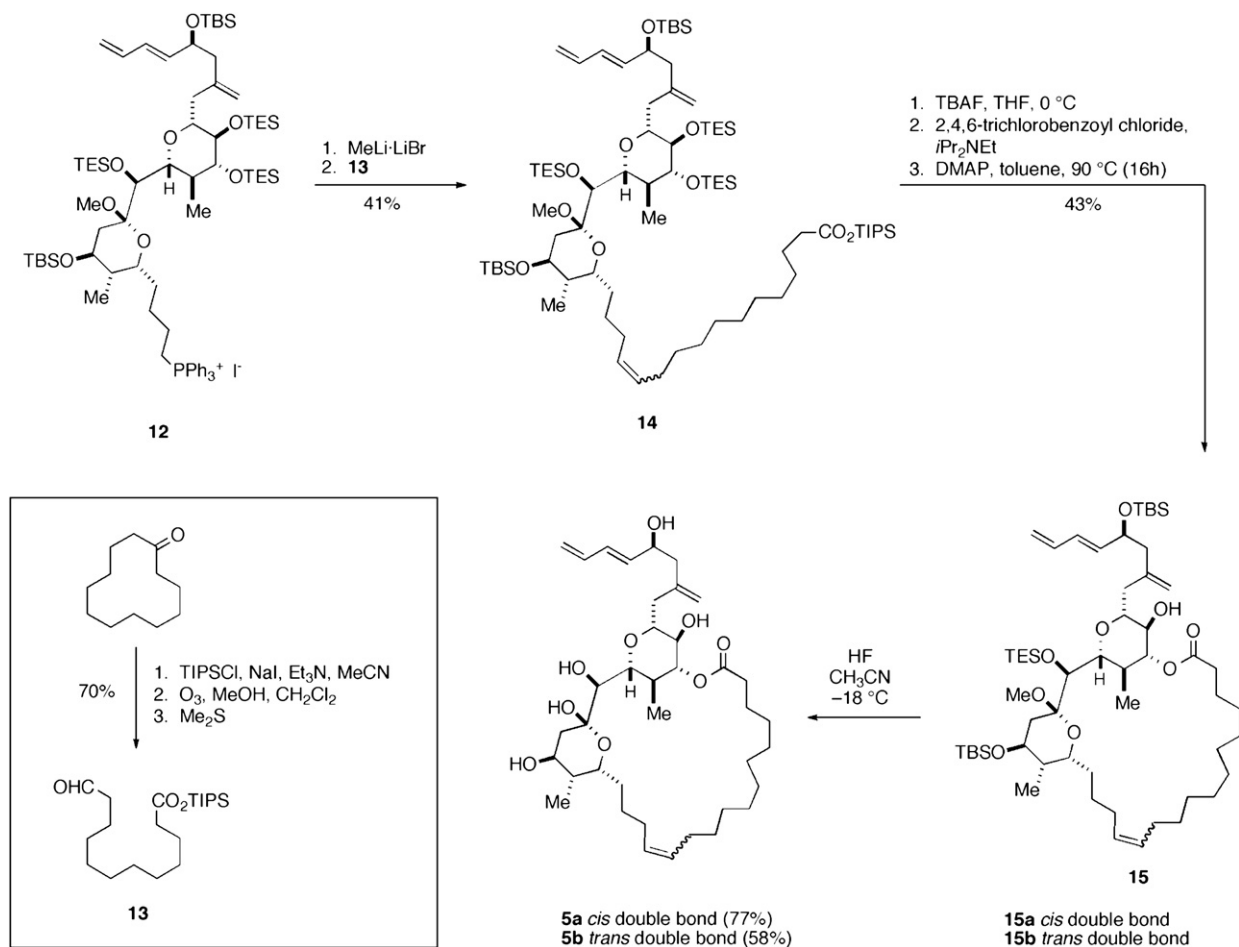 OTBS
OTES
TESO
OTES
H
MeO
Me
O
O
TBSO
Me
PPh3+ I-
12
1. MeLi·LiBr
2. 13
41%
OTBS
O
OTES
TESO
OTES
H
MeO
Me
CO2TIPS
O
TBSO
Me
14
1. TBAF, THF, 0 °C
2. 2,4,6-trichlorobenzoyl chloride,
iPr2NEt
3. DMAP, toluene, 90 °C (16h)
43%
O
70%
1. TIPSCl, NaI, Et3N, MeCN
2. O3, MeOH, CH2Cl2
3. Me2S
OHC
CO2TIPS
13
OH
OH
O
O
HO
H
O
HO
Me
O
HO
Me
5a cis double bond (77%)
5b trans double bond (58%)
HF
CH3CN
–18 °C
OTBS
OH
O
O
TESO
H
O
MeO
Me
O
TBSO
Me
15
15a cis double bond
15b trans double bond